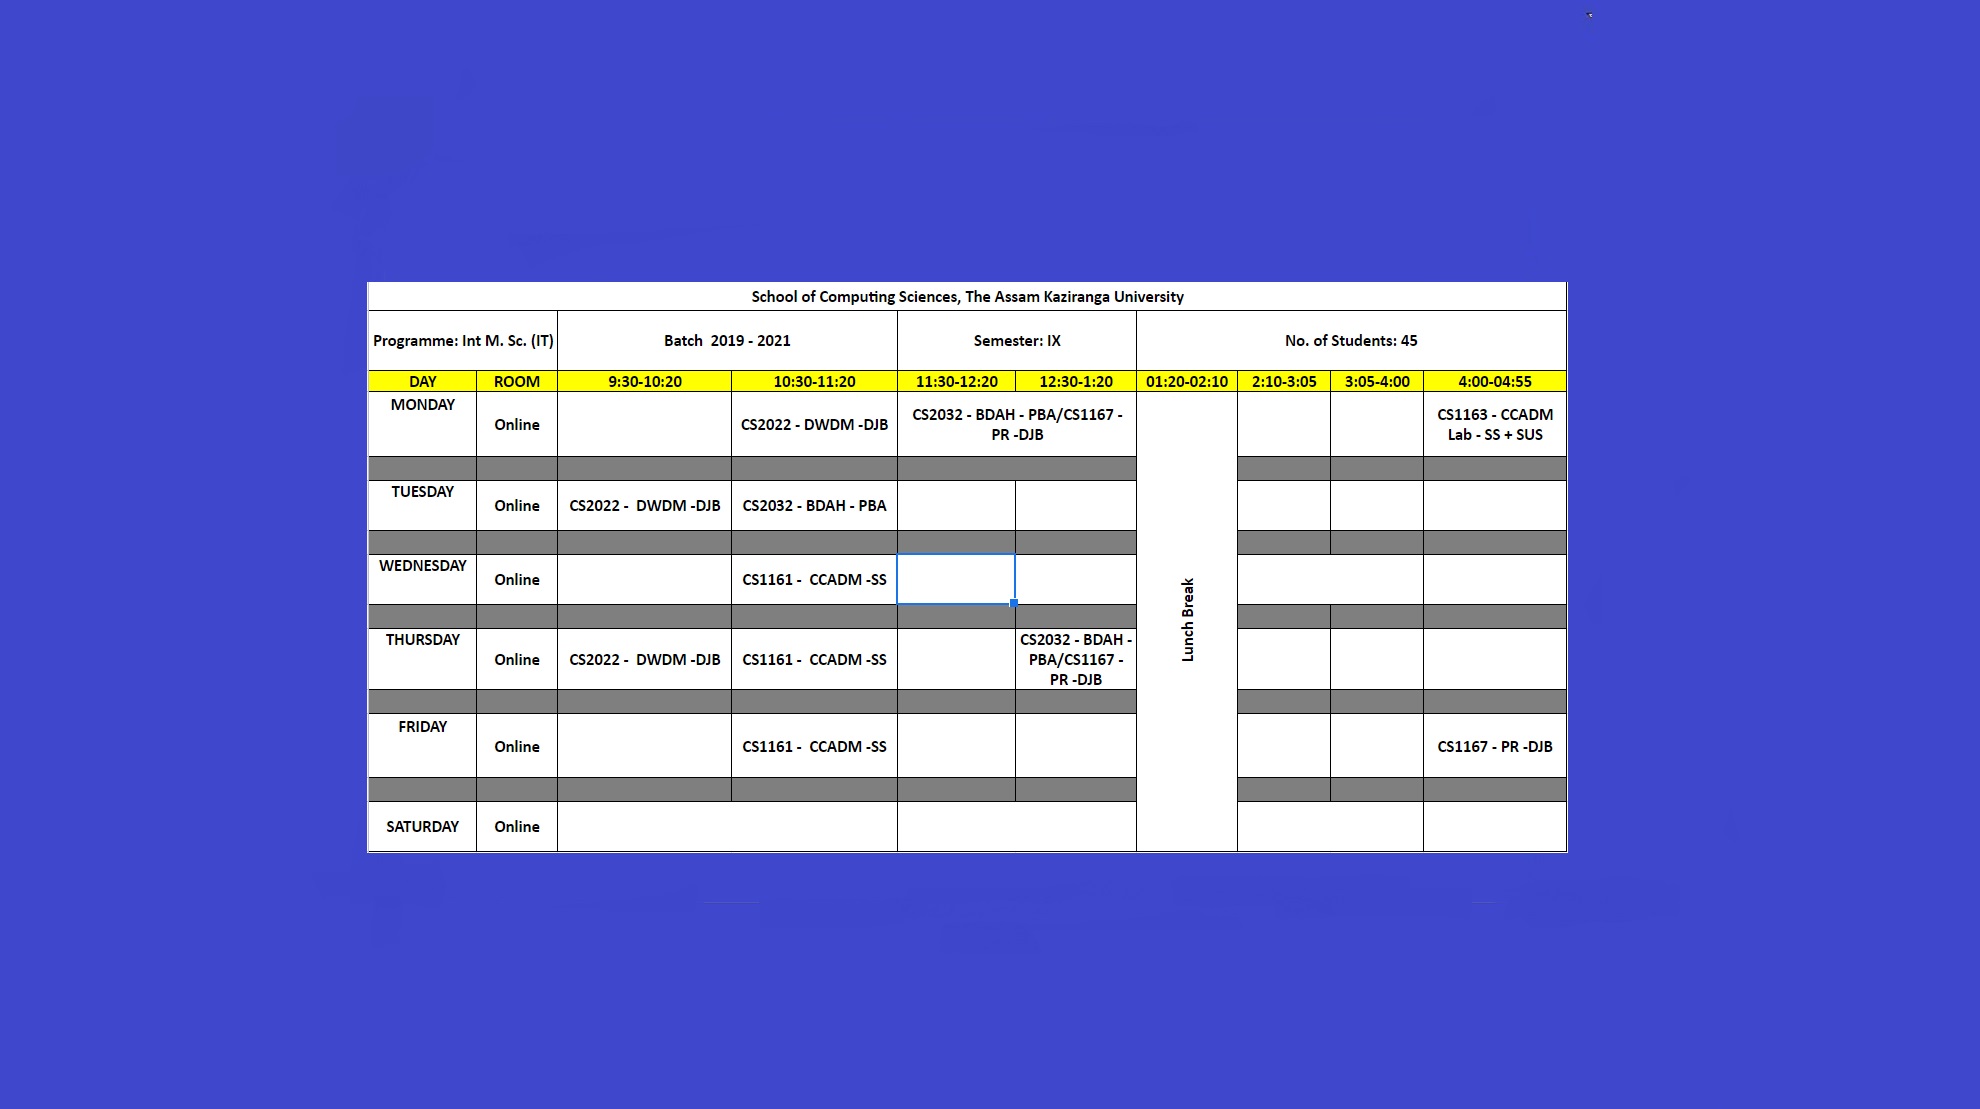 School of Computing Sciences, The Assam Kaziranga University
Programme: Int M. Sc. (IT) Batch 2019 - 2021 Semester: IX No. of Students: 45
DAY ROOM 9:30-10:20 10:30-11:20 11:30-12:20 12:30-1:20 01:20-02:10 2:10-3:05 3:05-4:00 4:00-04:55
MONDAY
Online
CS2022 - DWDM -DJB
CS2032 - BDAH - PBA/CS1167 -
PR -DJB
CS1163 - CCADM
Lab - SS + SUS
Lunch Break
TUESDAY
Online
CS2022 - DWDM -DJB
CS2032 - BDAH - PBA
WEDNESDAY
Online
CS1161 - CCADM -SS
THURSDAY
Online
CS2022 - DWDM -DJB
CS1161 - CCADM -SS
CS2032 - BDAH -
PBA/CS1167 -
PR -DJB
FRIDAY
Online
CS1161 - CCADM -SS
CS1167 - PR -DJB
SATURDAY
Online